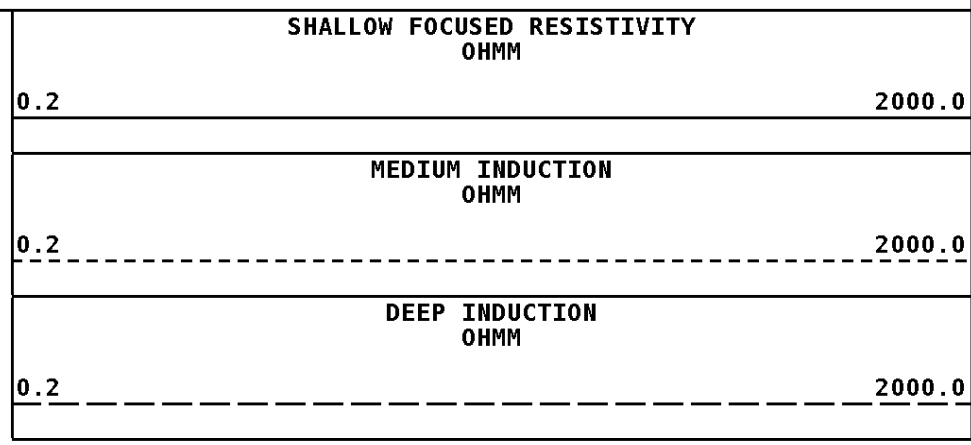 SHALLOW FOCUSED RESISTIVITY
OHMM
0.2 2000.0
MEDIUM INDUCTION
OHMM
0.2 2000.0
DEEP INDUCTION
OHMM
0.2 2000.0